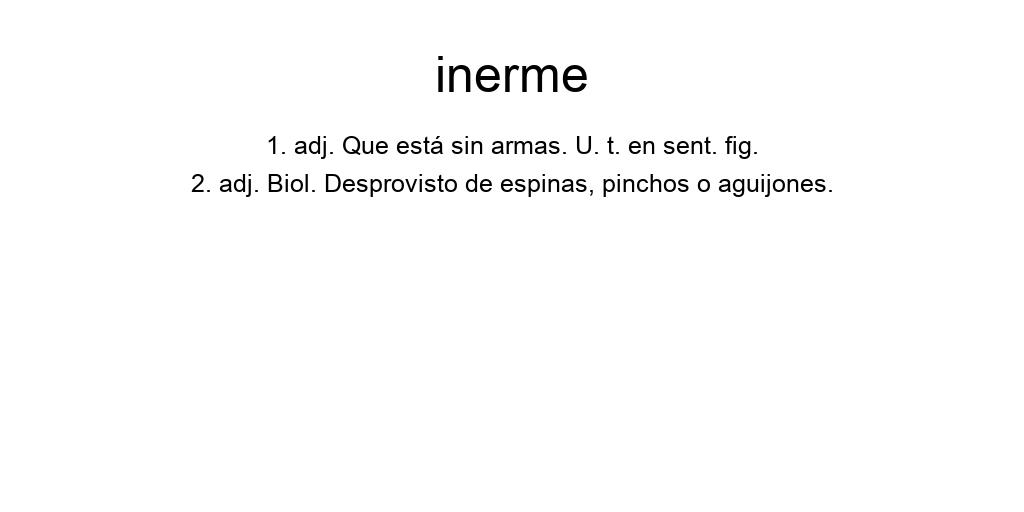 inerme
1. adj. Que está sin armas. U. t. en sent. fig.
2. adj. Biol. Desprovisto de espinas, pinchos o aguijones.